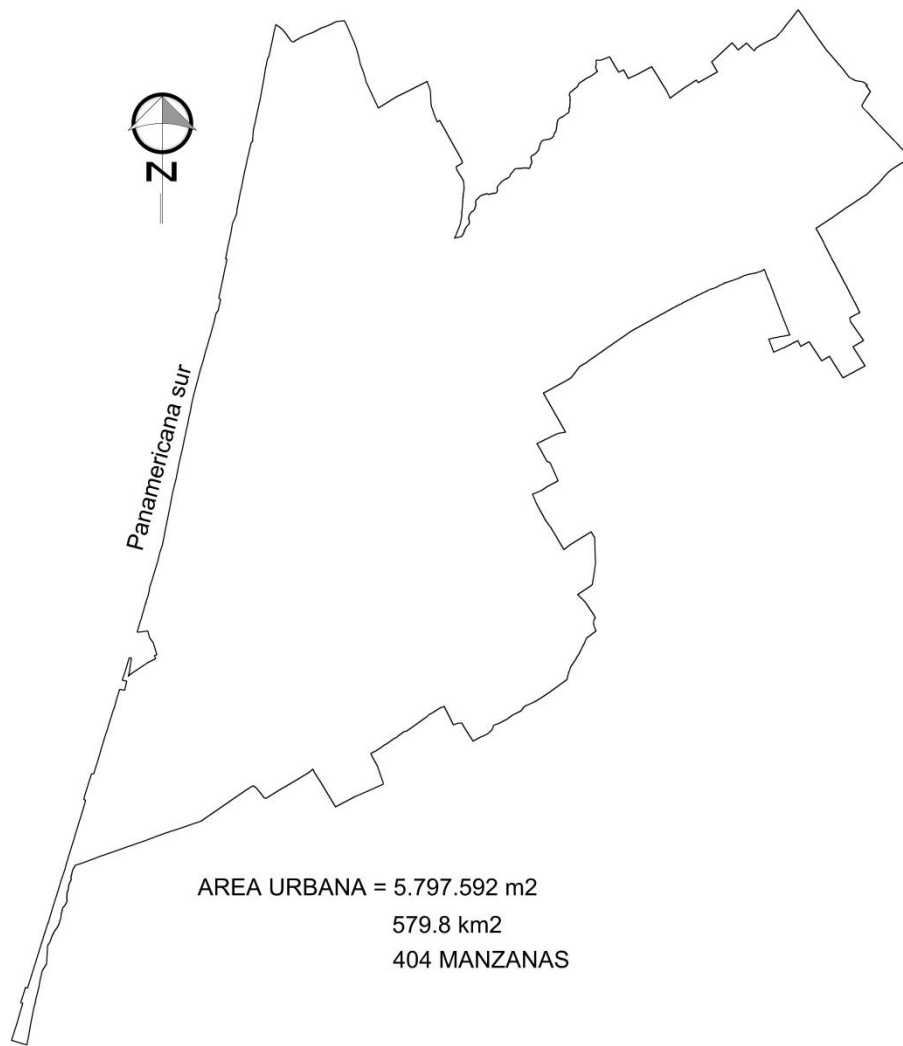 N
Panamericana sur
AREA URBANA = 5.797.592 m2
579.8 km2
404 MANZANAS